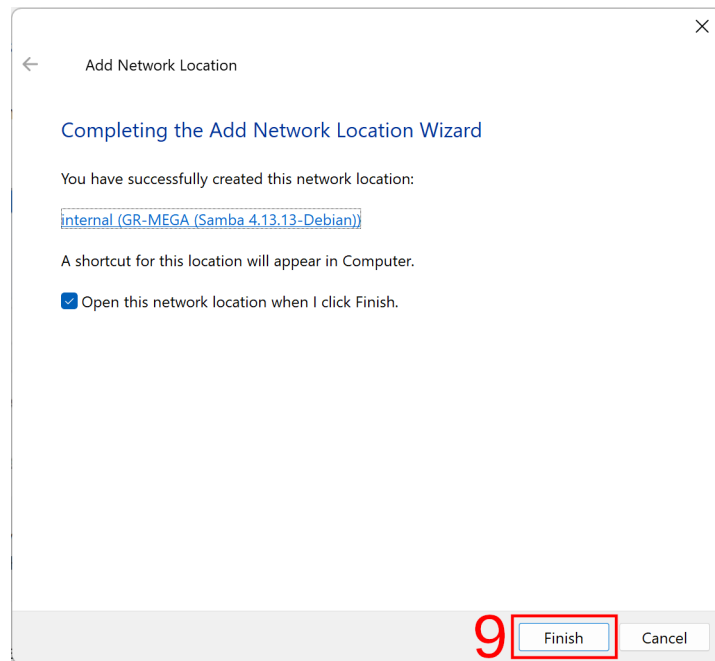 Add Network Location
Completing the Add Network Location Wizard
You have successfully created this network location:
internal (GR-MEGA (Samba 4.13.13-Debian))
A shortcut for this location will appear in Computer.
Open this network location when I click Finish.
9 Finish Cancel